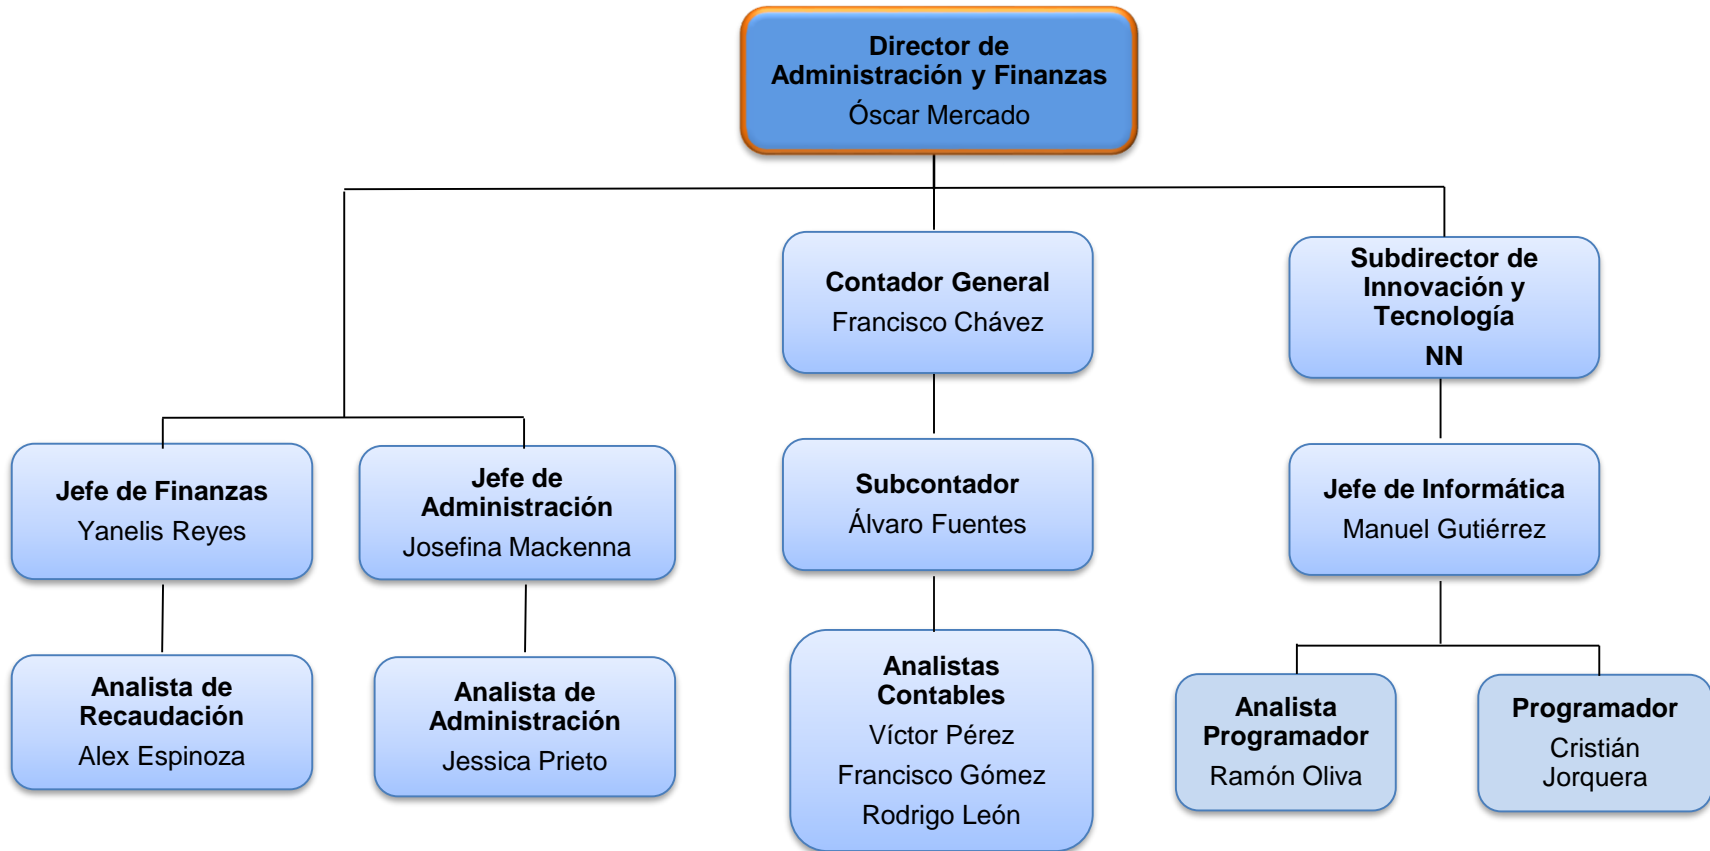 Director de
Administración y Finanzas
Óscar Mercado
Contador General
Francisco Chávez
Subdirector de
Innovación y
Tecnología
NN
Jefe de Finanzas
Yanelis Reyes
Jefe de
Administración
Josefina Mackenna
Subcontador
Álvaro Fuentes
Jefe de Informática
Manuel Gutiérrez
Analista de
Recaudación
Alex Espinoza
Analista de
Administración
Jessica Prieto
Analistas
Contables
Víctor Pérez
Francisco Gómez
Rodrigo León
Analista
Programador
Ramón Oliva
Programador
Cristián
Jorquera